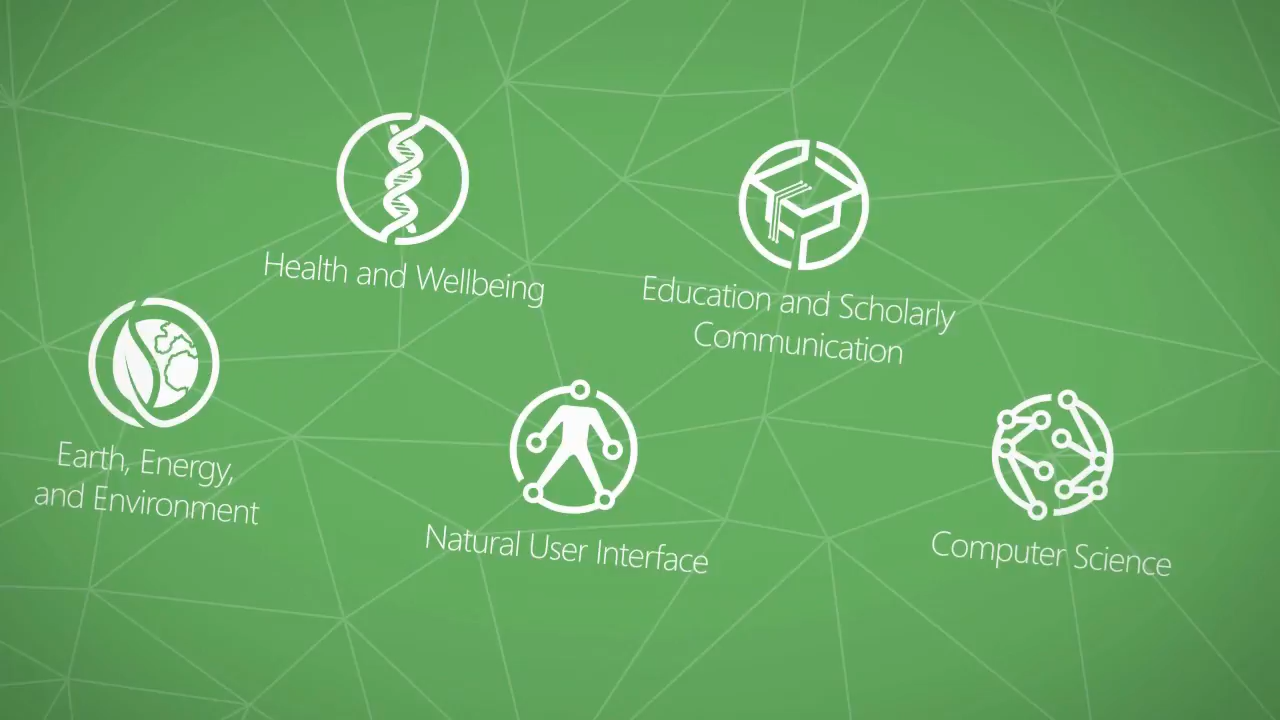 Health and Wellbeing
Education and Scholarly
Communication
Earth, Energy,
and Environment
Natural User Interface
Computer Science